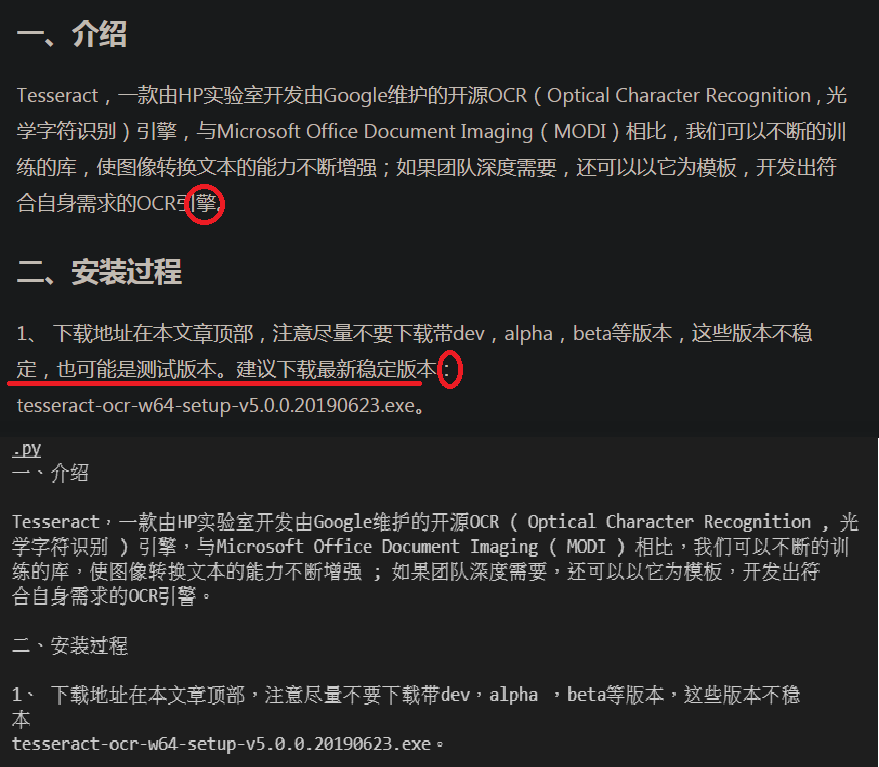 一、介绍
Tesseract，一款由HP实验室开发由Google维护的开源OCR（Optical Character Recognition , 光
学字符识别）引擎，与Microsoft Office Document Imaging（MODI）相比，我们可以不断的训
练的库，使图像转换文本的能力不断增强；如果团队深度需要，还可以以它为模板，开发出符
合自身需求的OCR引擎。
二、安装过程
1、 下载地址在本文章顶部，注意尽量不要下载带dev，alpha，beta等版本，这些版本不稳
定，也可能是测试版本。建议下载最新稳定版本：
tesseract-ocr-w64-setup-v5.0.0.20190623.exe。
.py
一、介绍
Tesseract，一款由HP实验室开发由Google维护的开源OCR ( Optical Character Recognition , 光
学字符识别 ) 引擎，与Microsoft Office Document Imaging ( MODI ) 相比，我们可以不断的训
练的库，使图像转换文本的能力不断增强 ; 如果团队深度需要，还可以以它为模板，开发出符
合自身需求的OCR引警。
二、安装过程
1、 下载地址在本文章顶部，注意尽量不要下载带dev，alpha ，beta等版本，这些版本不稳
本
tesseract-ocr-w64-setup-v5.0.0.20190623.exe。